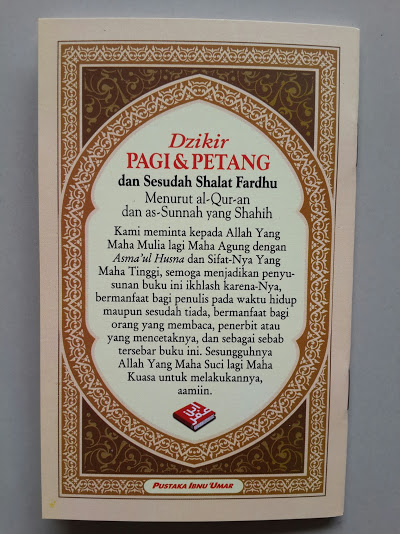 Dzikir
PAGI & PETANG
dan Sesudah Shalat Fardhu
Menurut al-Qur-an
dan as-Sunnah yang Shahih
Kami meminta kepada Allah Yang
Maha Mulia lagi Maha Agung dengan
Asma'ul Husna dan Sifat-Nya Yang
Maha Tinggi, semoga menjadikan penyu-
sunan buku ini ikhlash karena-Nya,
bermanfaat bagi penulis pada waktu hidup
maupun sesudah tiada, bermanfaat bagi
orang yang membaca, penerbit atau
yang mencetaknya, dan sebagai sebab
tersebar buku ini. Sesungguhnya
Allah Yang Maha Suci lagi Maha
Kuasa untuk melakukannya,
aamiin.
PUSTAKA IBNU 'UMAR